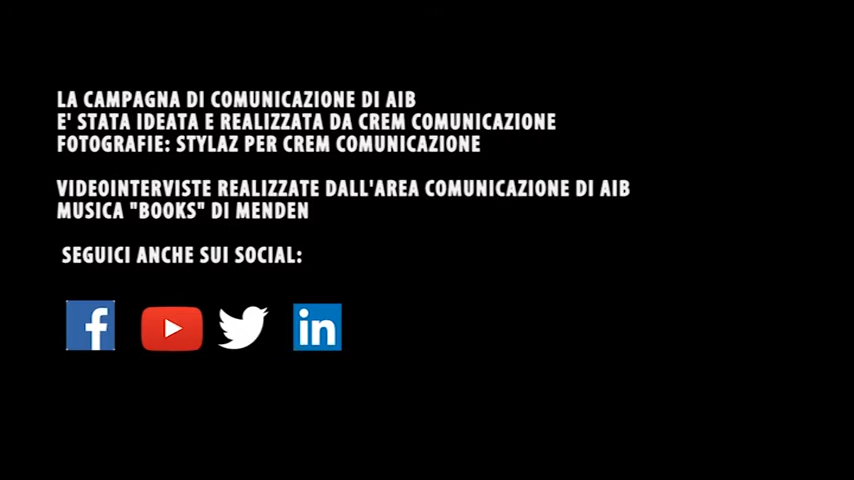 LA CAMPAGNA DI COMUNICAZIONE DI AIB
E' STATA IDEATA E REALIZZATA DA CREM COMUNICAZIONE
FOTOGRAFIE: STYLAZ PER CREM COMUNICAZIONE
VIDEOINTERVISTE REALIZZATE DALL'AREA COMUNICAZIONE DI AIB
MUSICA "BOOKS" DI MENDEN
SEGUICI ANCHE SUI SOCIAL:
f in